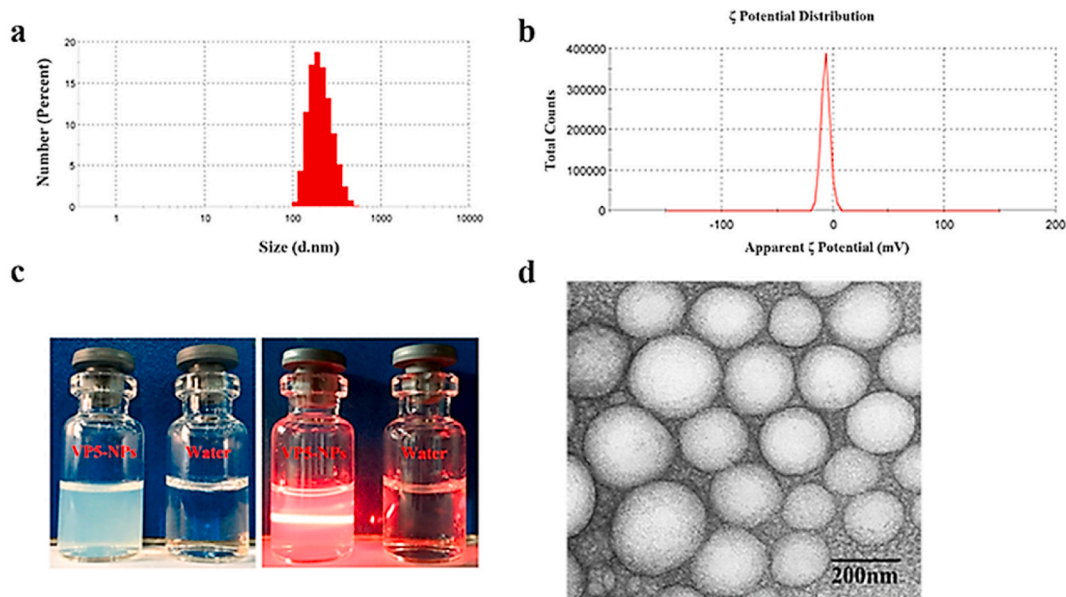 a
Number (Percent)
20
15
10
5
0
1
10
100
1000
10000
Size (d.nm)
b
ζ Potential Distribution
Total Counts
400000
300000
200000
100000
0
-100
0
100
200
Apparent ζ Potential (mV)
c
VP5-NPs
Water
VP5-NPs
Water
d
200nm